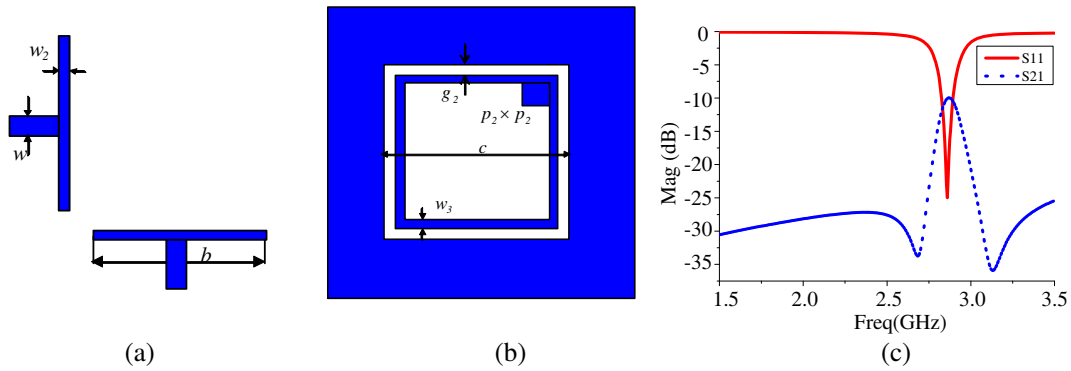 w₂
w
b
(a)
g₂
p₂ × p₂
c
w₃
(b)
0
-5
-10
-15
-20
-25
-30
-35
Mag (dB)
S11
S21
1.5 2.0 2.5 3.0 3.5
Freq(GHz)
(c)